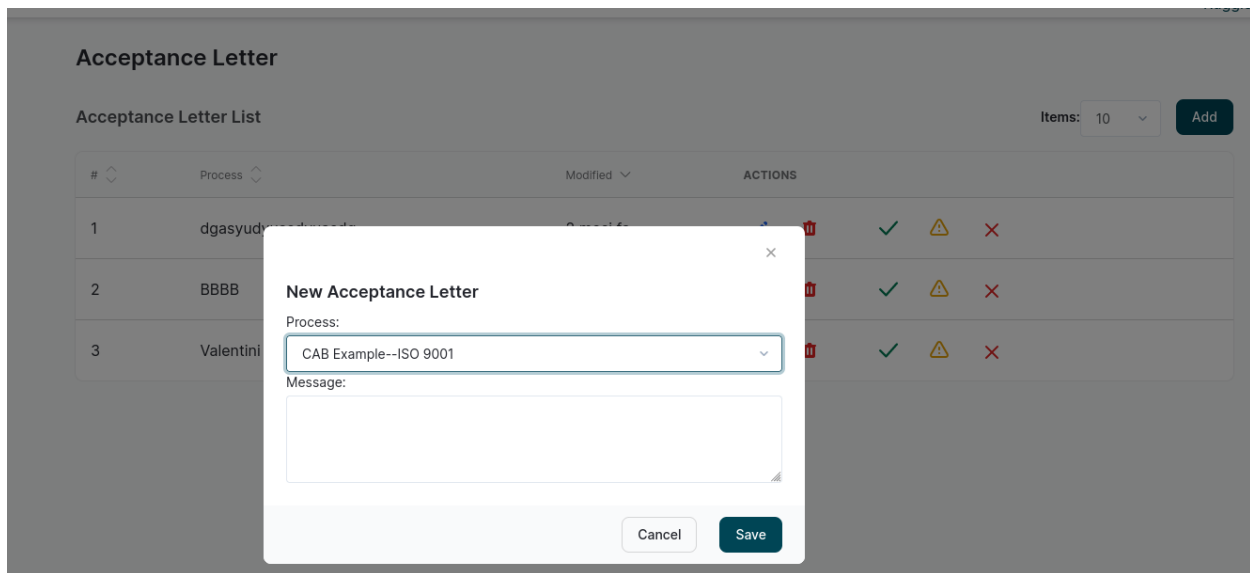 Acceptance Letter
Acceptance Letter List
Items: 10
Add
# Process Modified ACTIONS
1
2 BBBB
3 Valentini
New Acceptance Letter
Process:
CAB Example--ISO 9001
Message:
Cancel Save